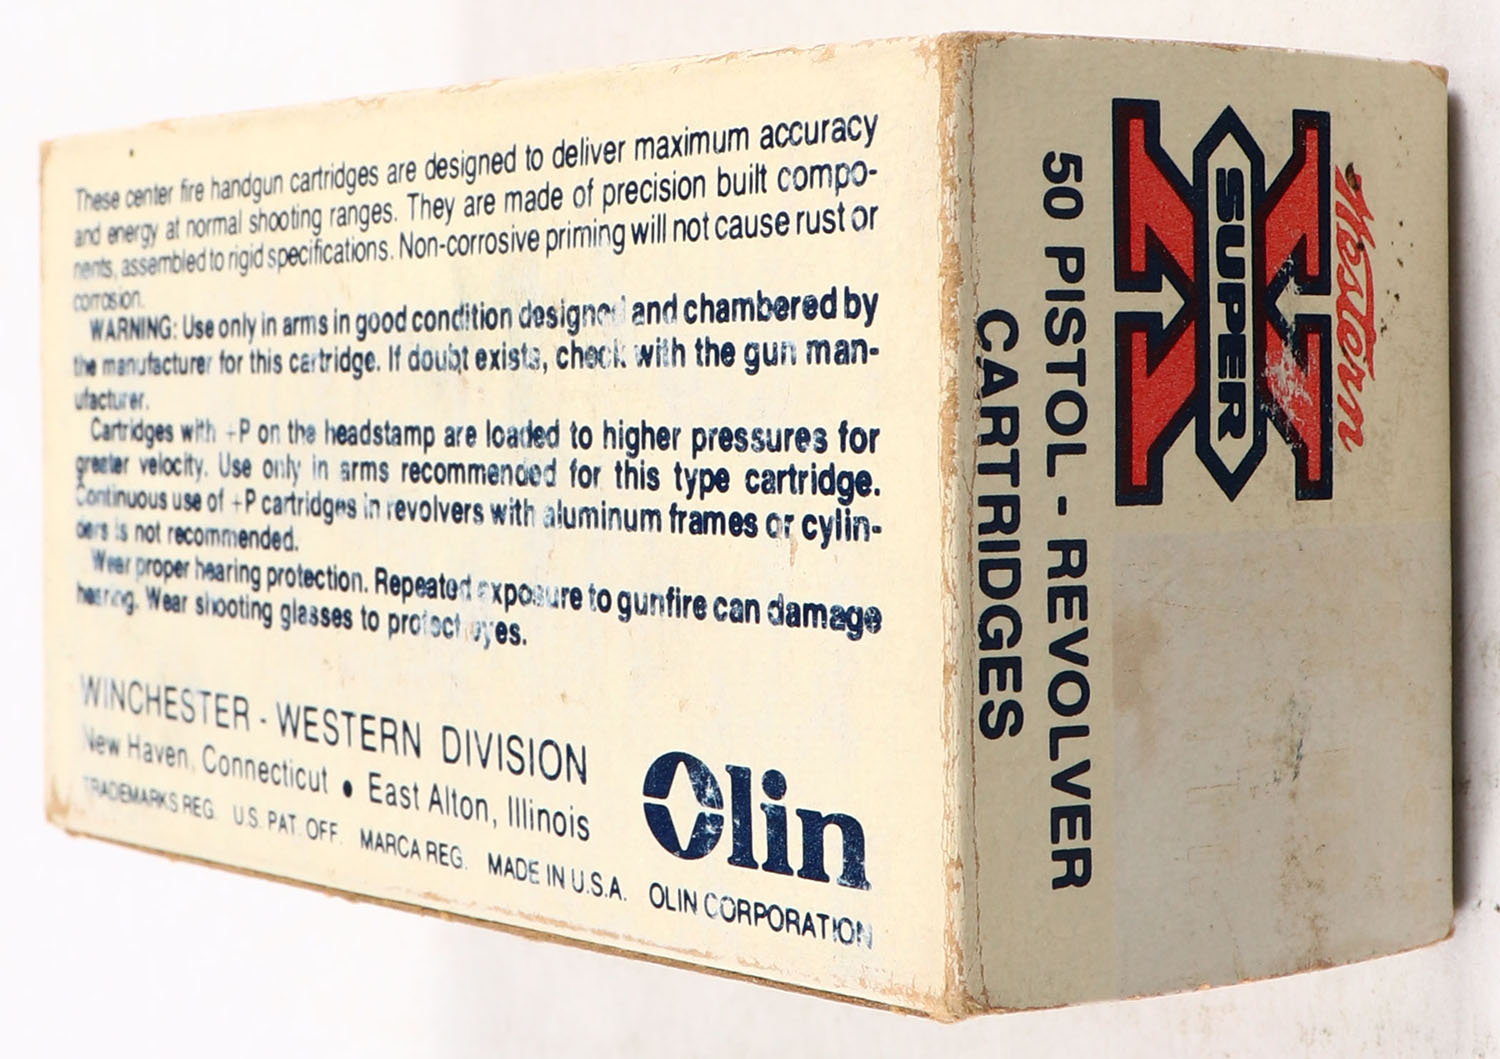 These center fire handgun cartridges are designed to deliver maximum accuracy
and energy at normal shooting ranges. They are made of precision built compo-
nents, assembled to rigid specifications. Non-corrosive priming will not cause rust or
corrosion.
WARNING: Use only in arms in good condition designed and chambered by
the manufacturer for this cartridge. If doubt exists, check with the gun man-
ufacturer.
Cartridges with +P on the headstamp are loaded to higher pressures for
greater velocity. Use only in arms recommended for this type cartridge.
Continuous use of +P cartridges in revolvers with aluminum frames or cylin-
ders is not recommended.
Wear proper hearing protection. Repeated exposure to gunfire can damage
hearing. Wear shooting glasses to protect eyes.
WINCHESTER - WESTERN DIVISION
New Haven, Connecticut • East Alton, Illinois
Olin
TRADEMARKS REG. U.S. PAT. OFF. MARCA REG. MADE IN U.S.A. OLIN CORPORATION
Western
SUPER
X
50 PISTOL - REVOLVER
CARTRIDGES